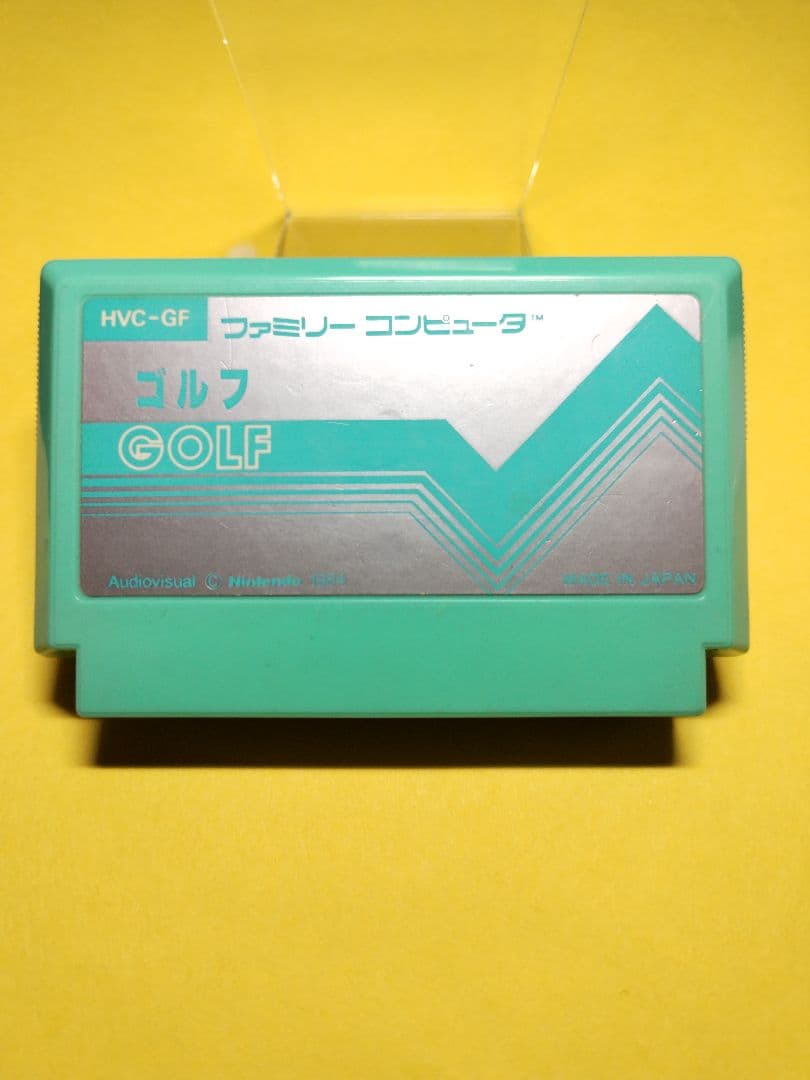 HVC-GF
ファミリー コンピュータ™
ゴルフ
GOLF
Audiovisual © Nintendo 1984
MADE IN JAPAN